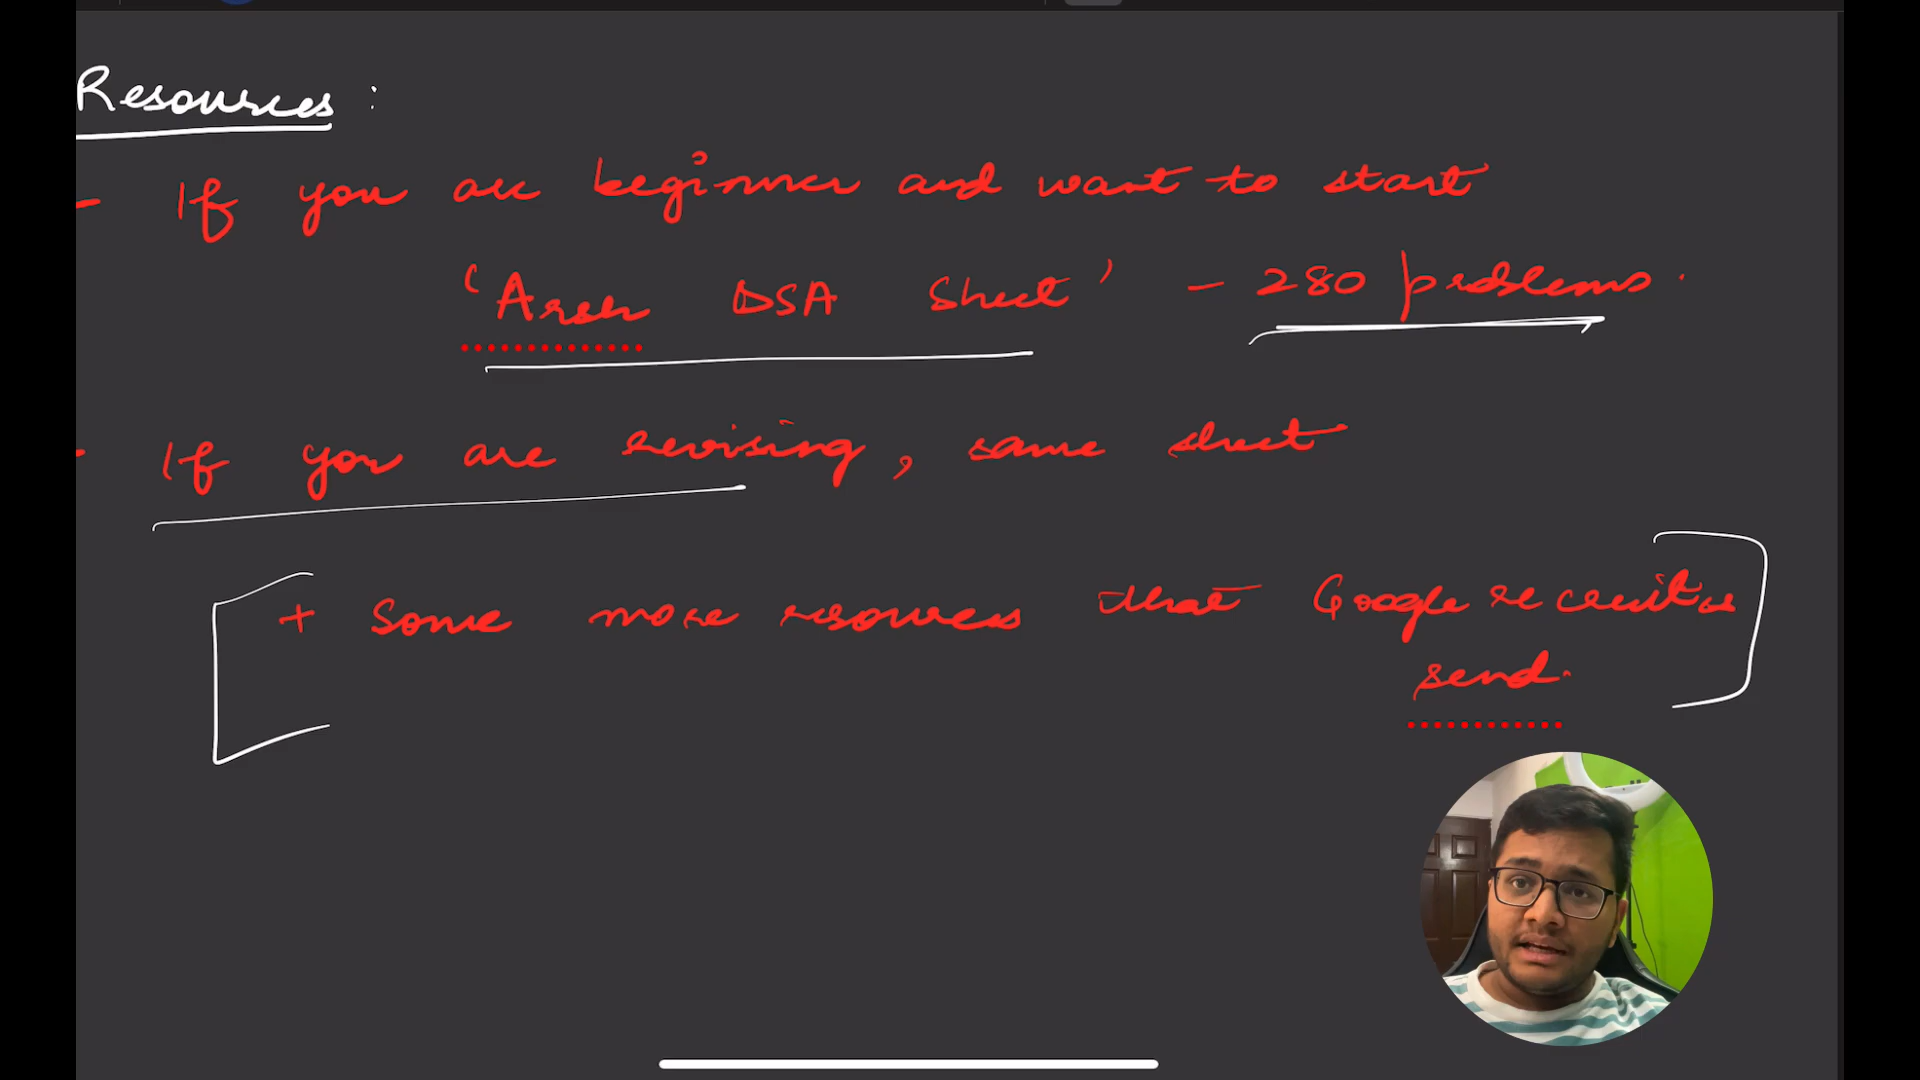 Resources :
- If you are beginner and want to start
'Arsh DSA Sheet' - 280 problems.
- If you are revising, same sheet
+ Some more resources that Google recruiters
send.